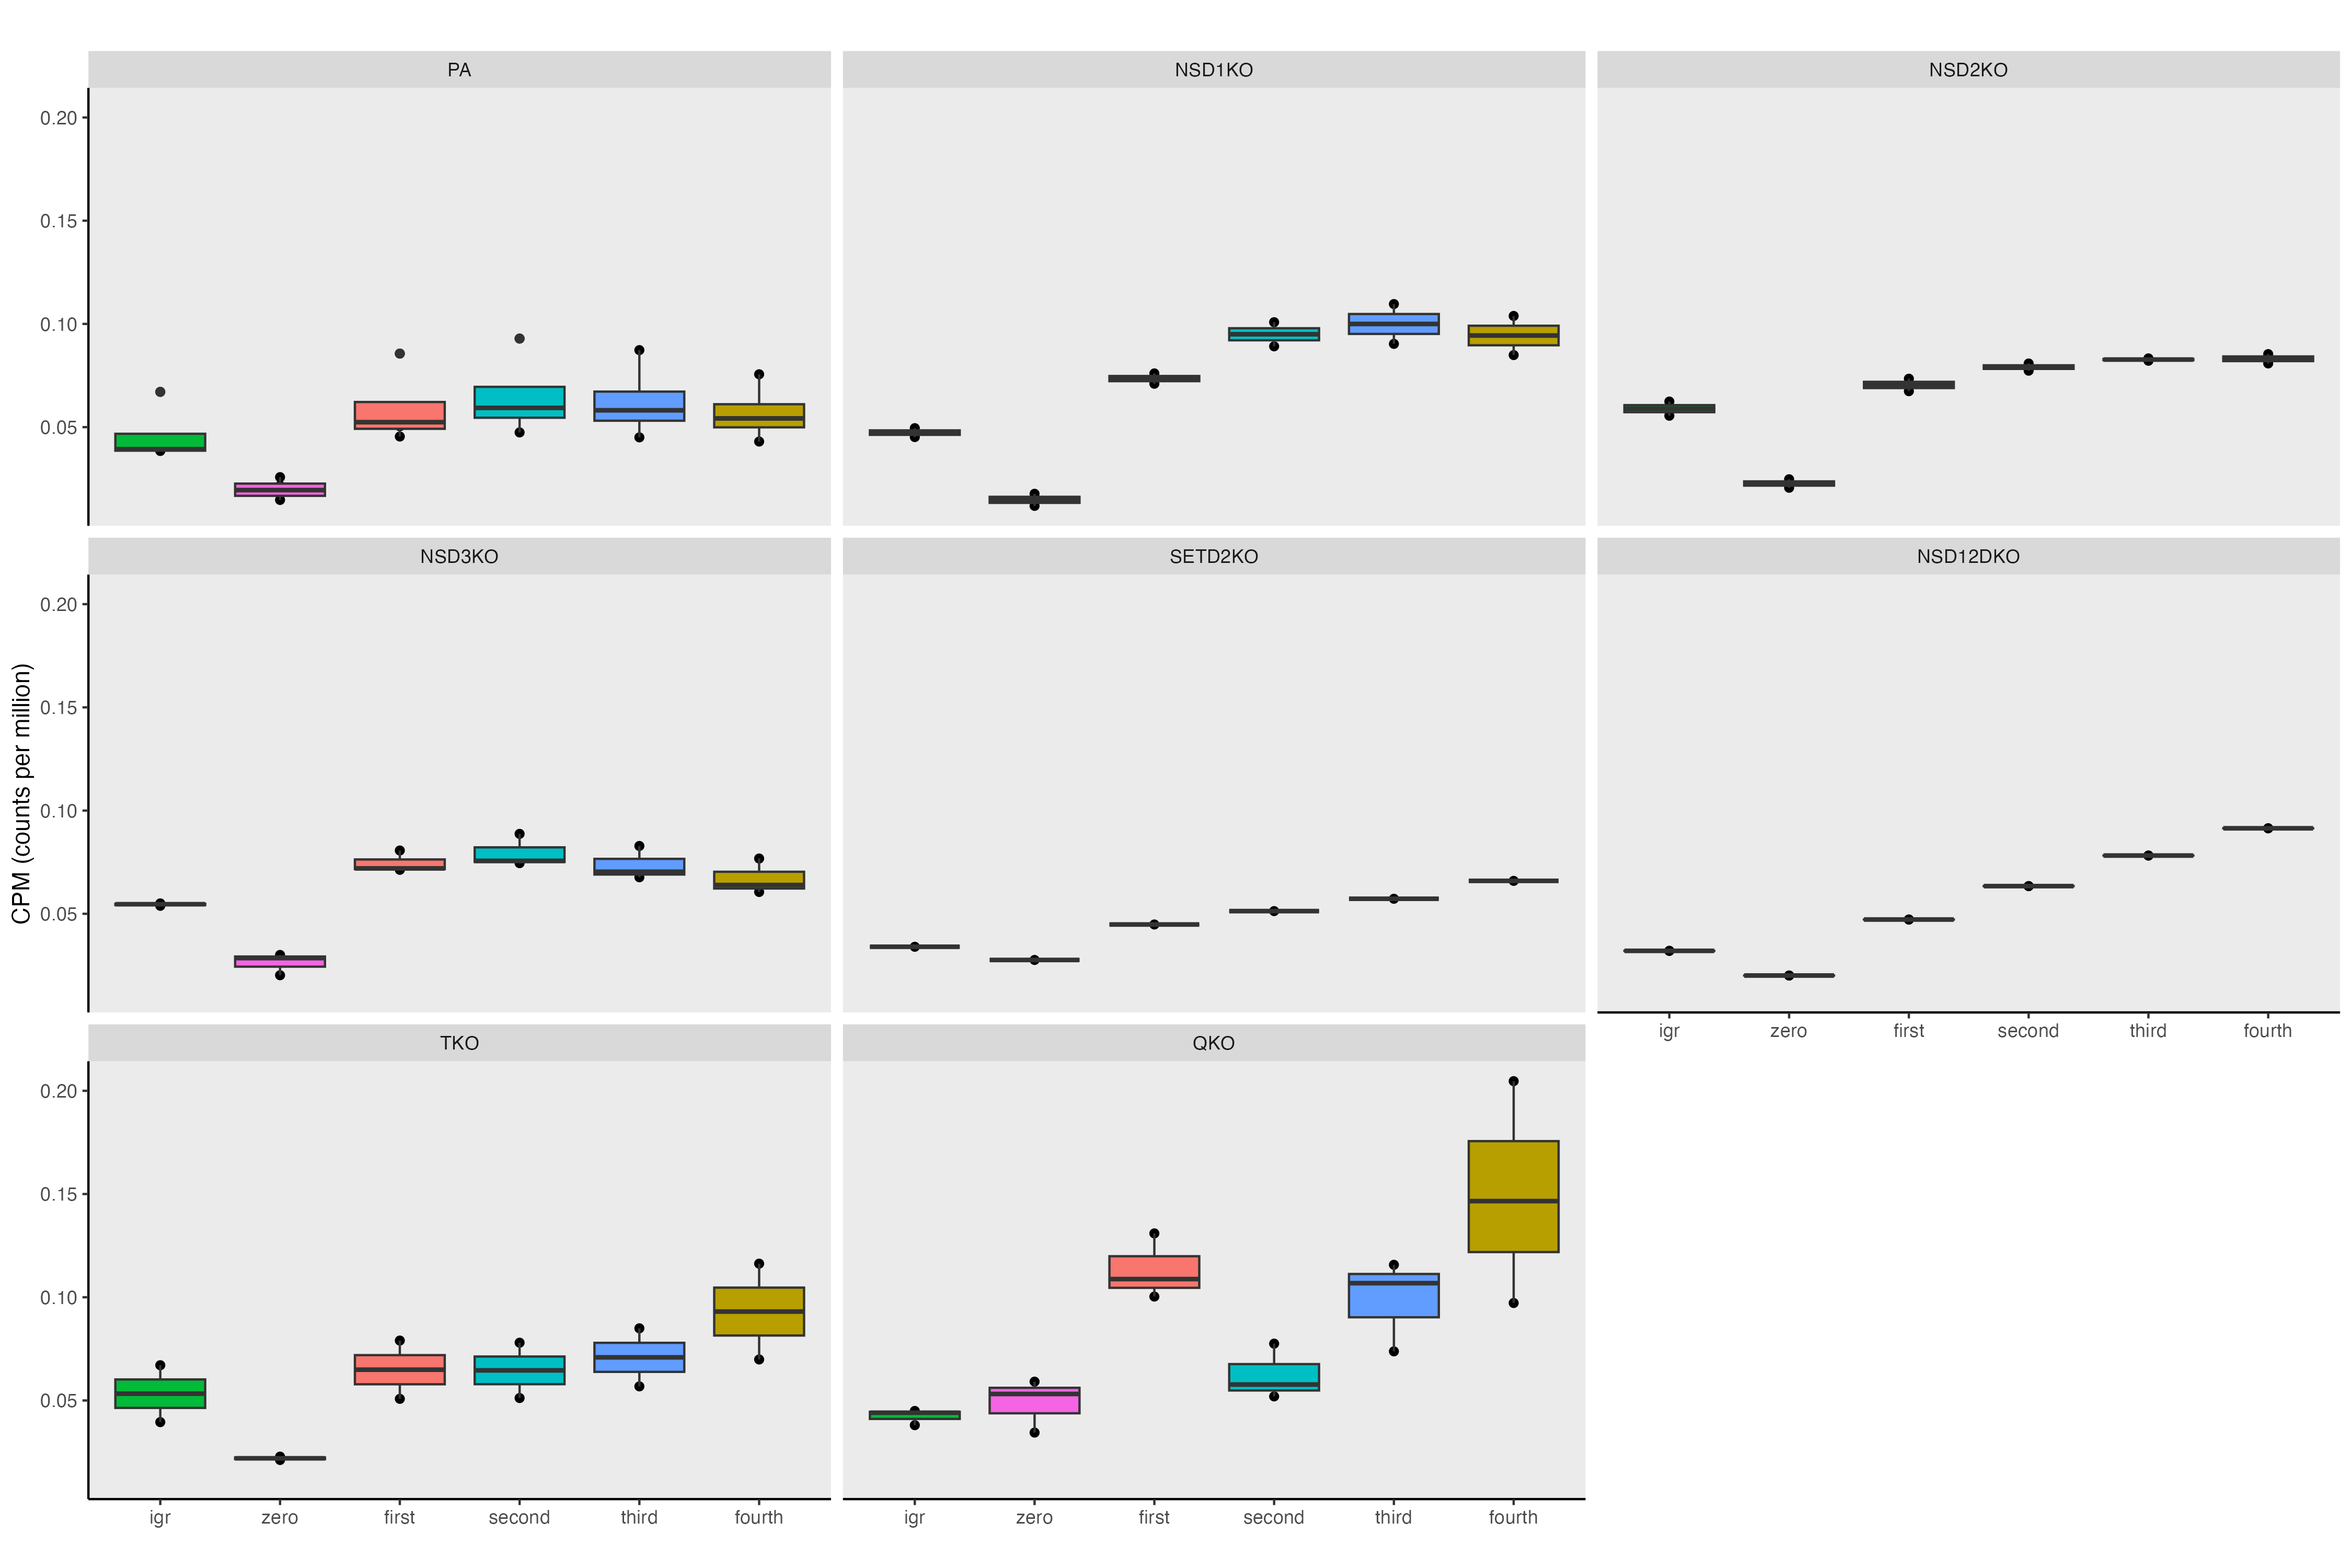 PA
NSD1KO
NSD2KO
0.20
0.15
0.10
0.05
NSD3KO
SETD2KO
NSD12DKO
CPM (counts per million)
0.20
0.15
0.10
0.05
igr zero first second third fourth
TKO
QKO
0.20
0.15
0.10
0.05
igr zero first second third fourth
igr zero first second third fourth